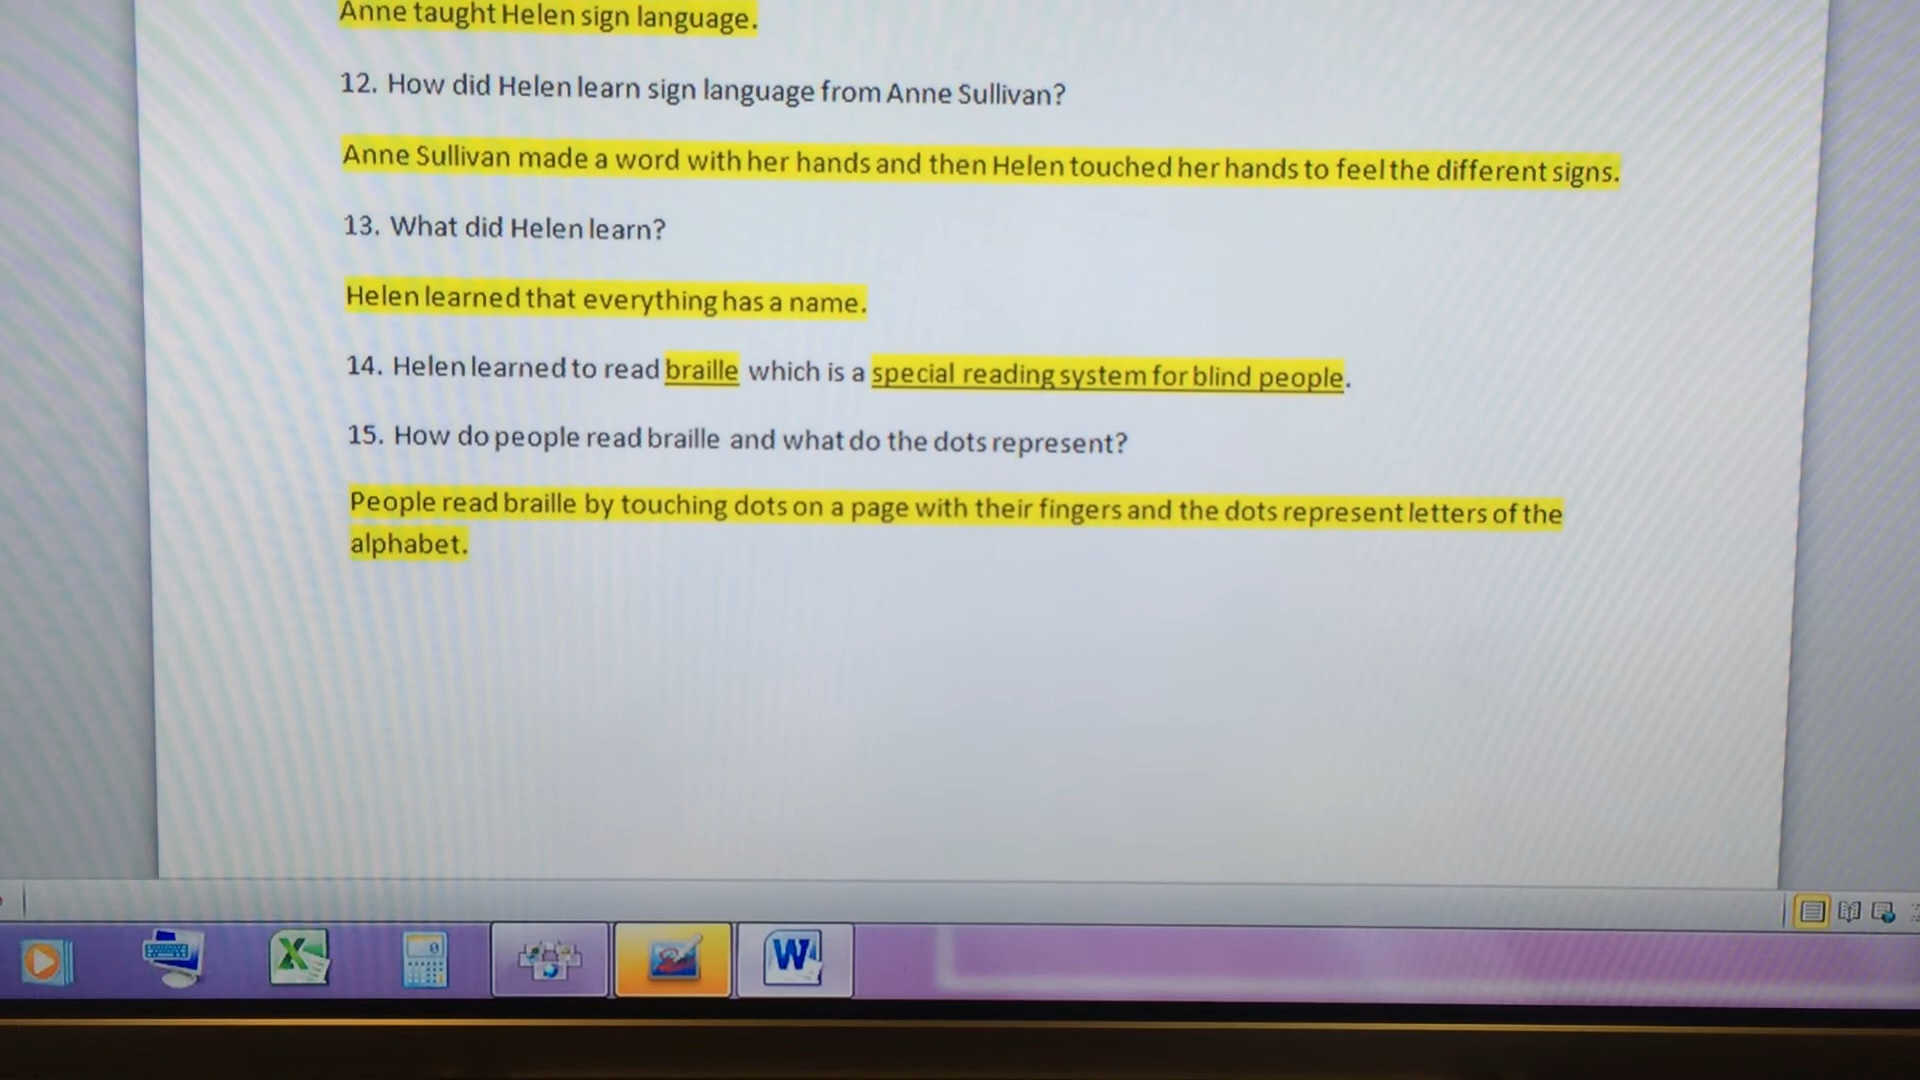 Anne taught Helen sign language.
12. How did Helen learn sign language from Anne Sullivan?
Anne Sullivan made a word with her hands and then Helen touched her hands to feel the different signs.
13. What did Helen learn?
Helen learned that everything has a name.
14. Helen learned to read braille which is a special reading system for blind people.
15. How do people read braille and what do the dots represent?
People read braille by touching dots on a page with their fingers and the dots represent letters of the
alphabet.